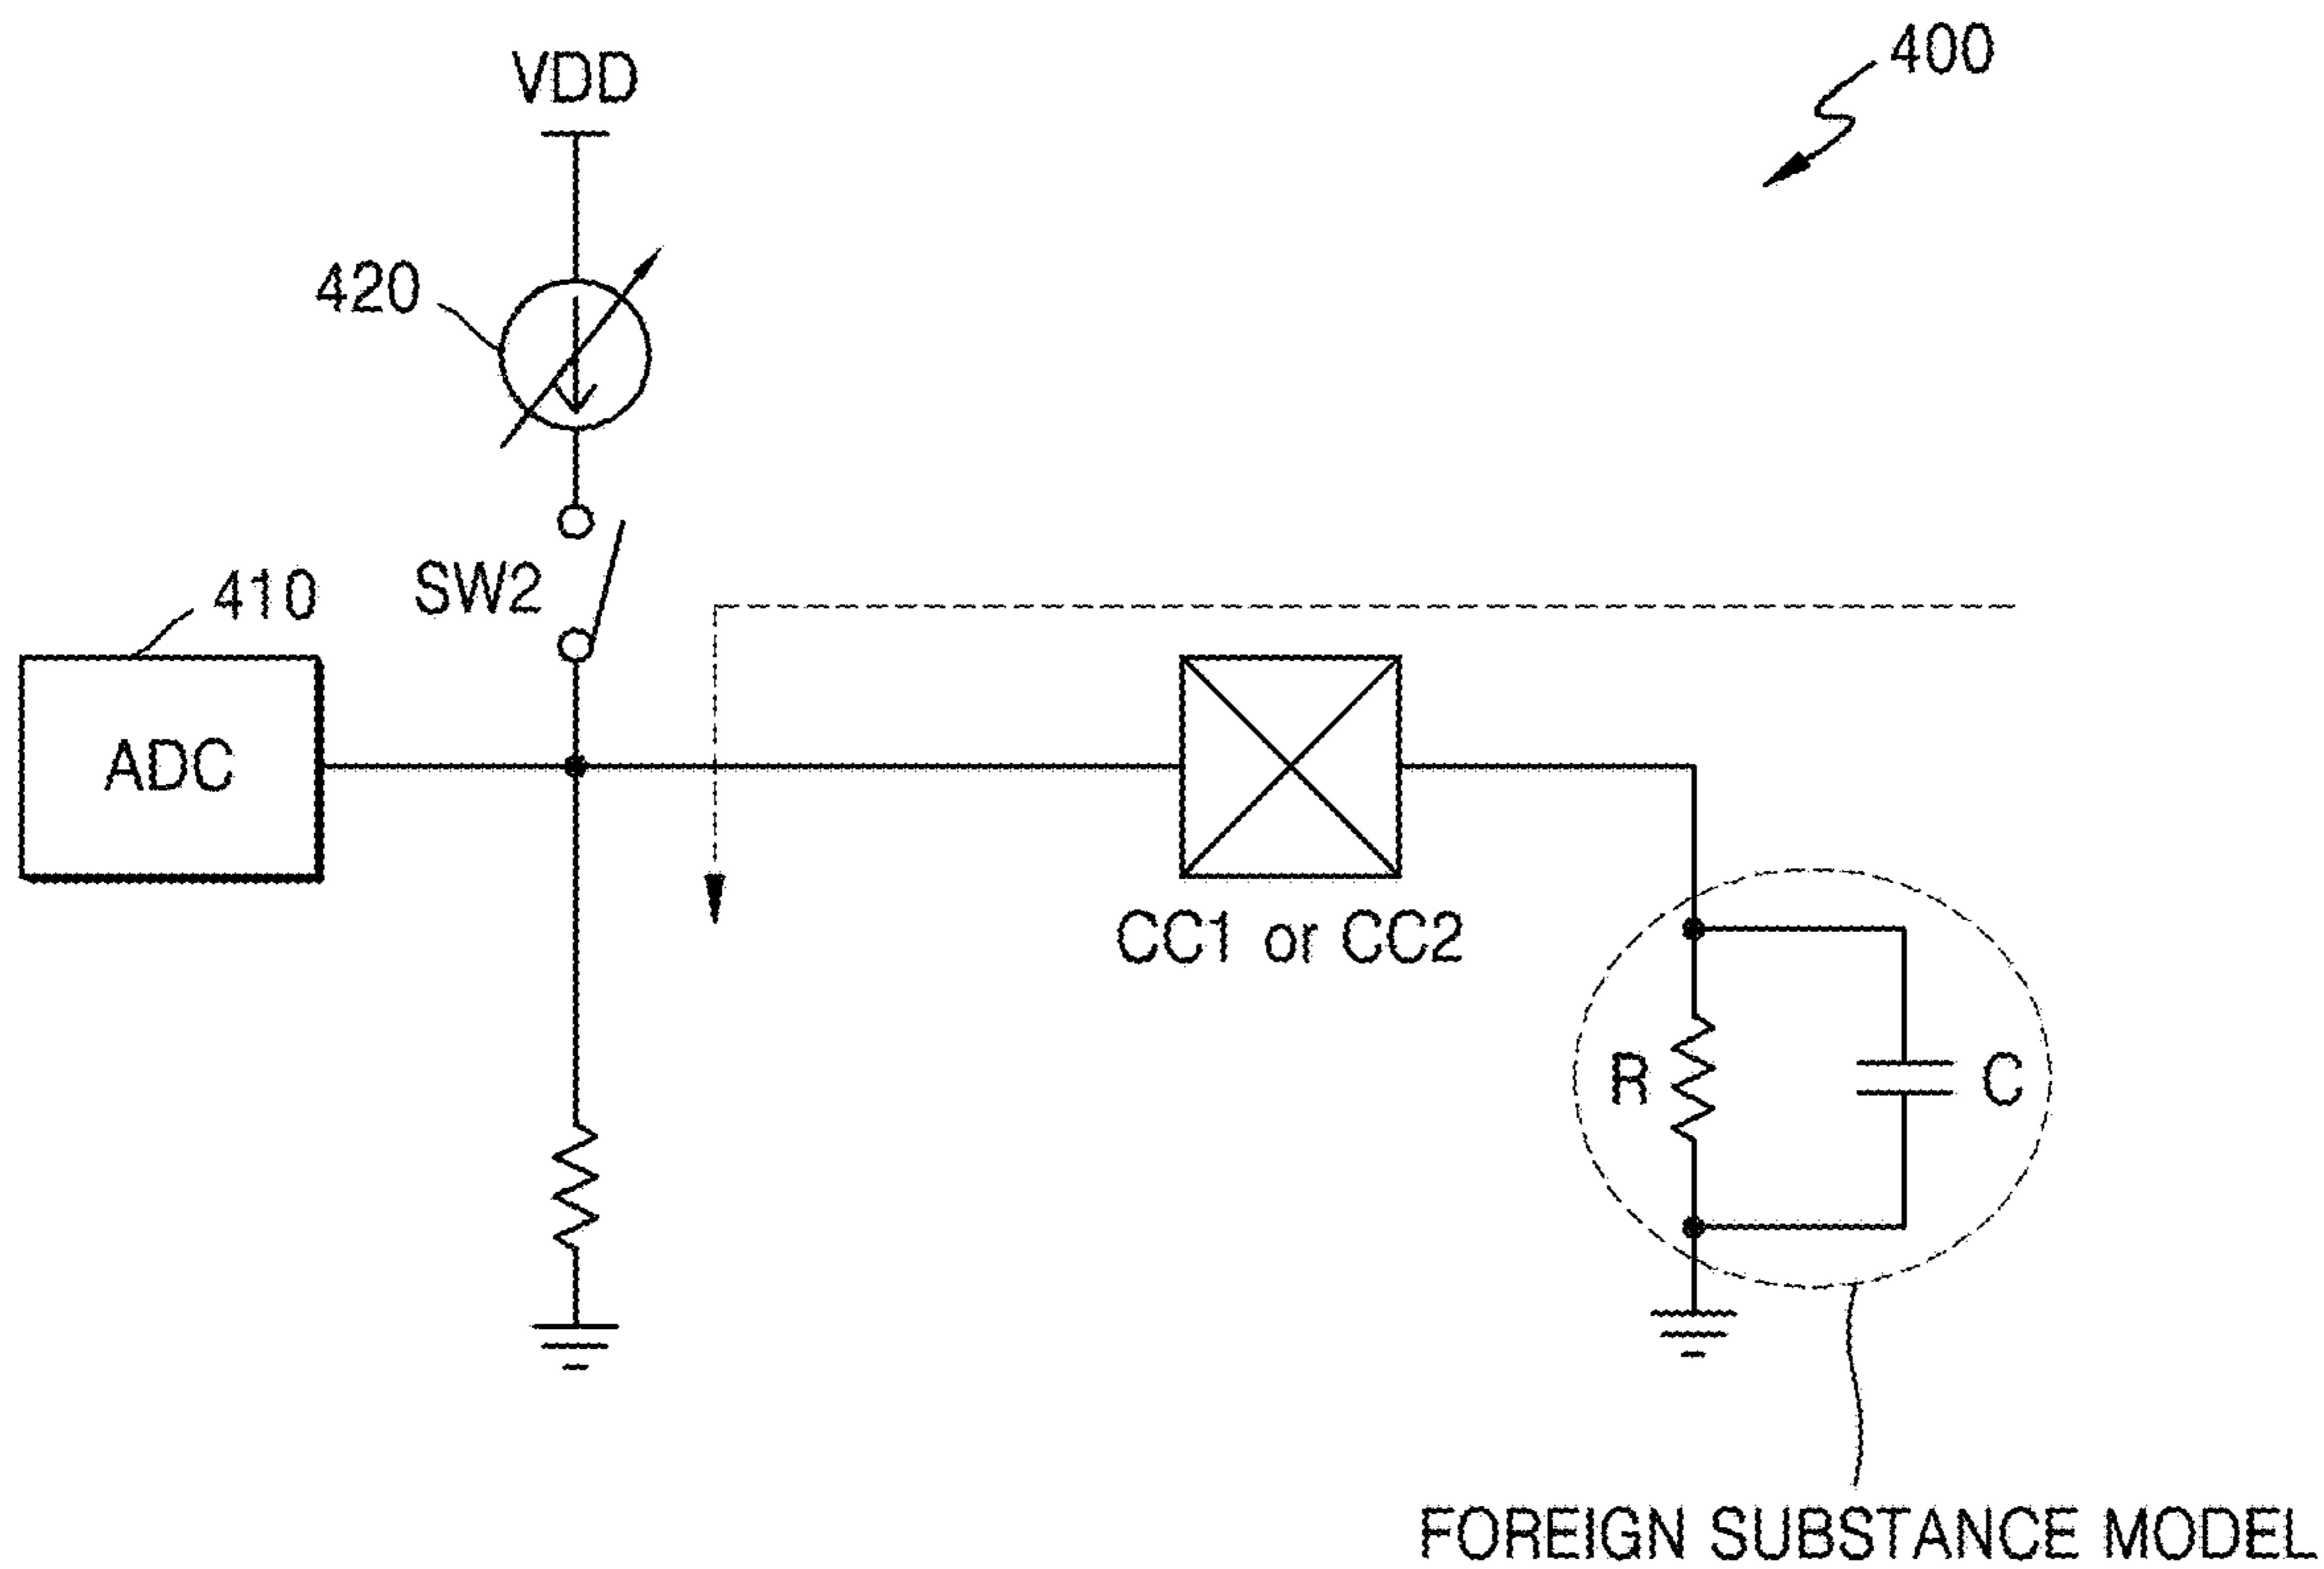 400
VDD
420
SW2
410
ADC
CC1 or CC2
R
C
FOREIGN SUBSTANCE MODEL